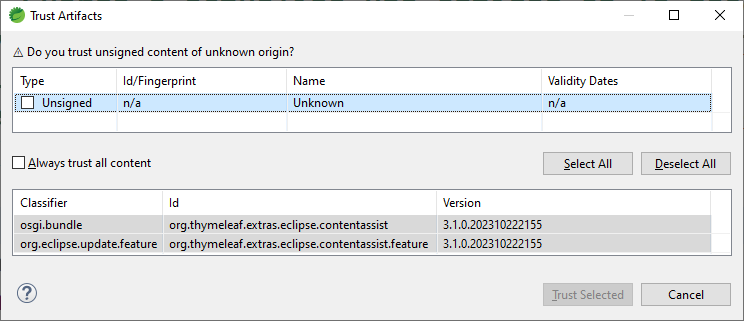 Trust Artifacts
Do you trust unsigned content of unknown origin?
Type Id/Fingerprint Name Validity Dates
Unsigned n/a Unknown n/a
Always trust all content Select All Deselect All
Classifier Id Version
osgi.bundle org.thymeleaf.extras.eclipse.contentassist 3.1.0.202310222155
org.eclipse.update.feature org.thymeleaf.extras.eclipse.contentassist.feature 3.1.0.202310222155
? Trust Selected Cancel